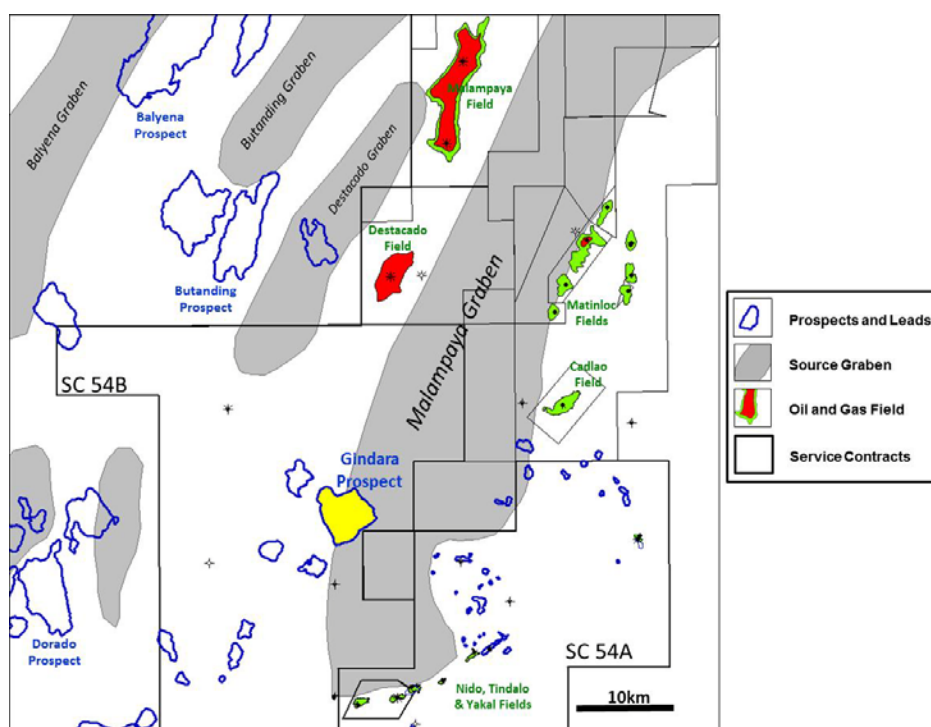 Balyena Graben
Balyena
Prospect
Butanding Graben
Malampaya
Field
Destacado Graben
Butanding
Prospect
Destacado
Field
Malampaya Graben
Matinloc
Fields
Cadlao
Field
SC 54B
Gindara
Prospect
Dorado
Prospect
SC 54A
Nido, Tindalo
& Yakal Fields
10km
Prospects and Leads
Source Graben
Oil and Gas Field
Service Contracts